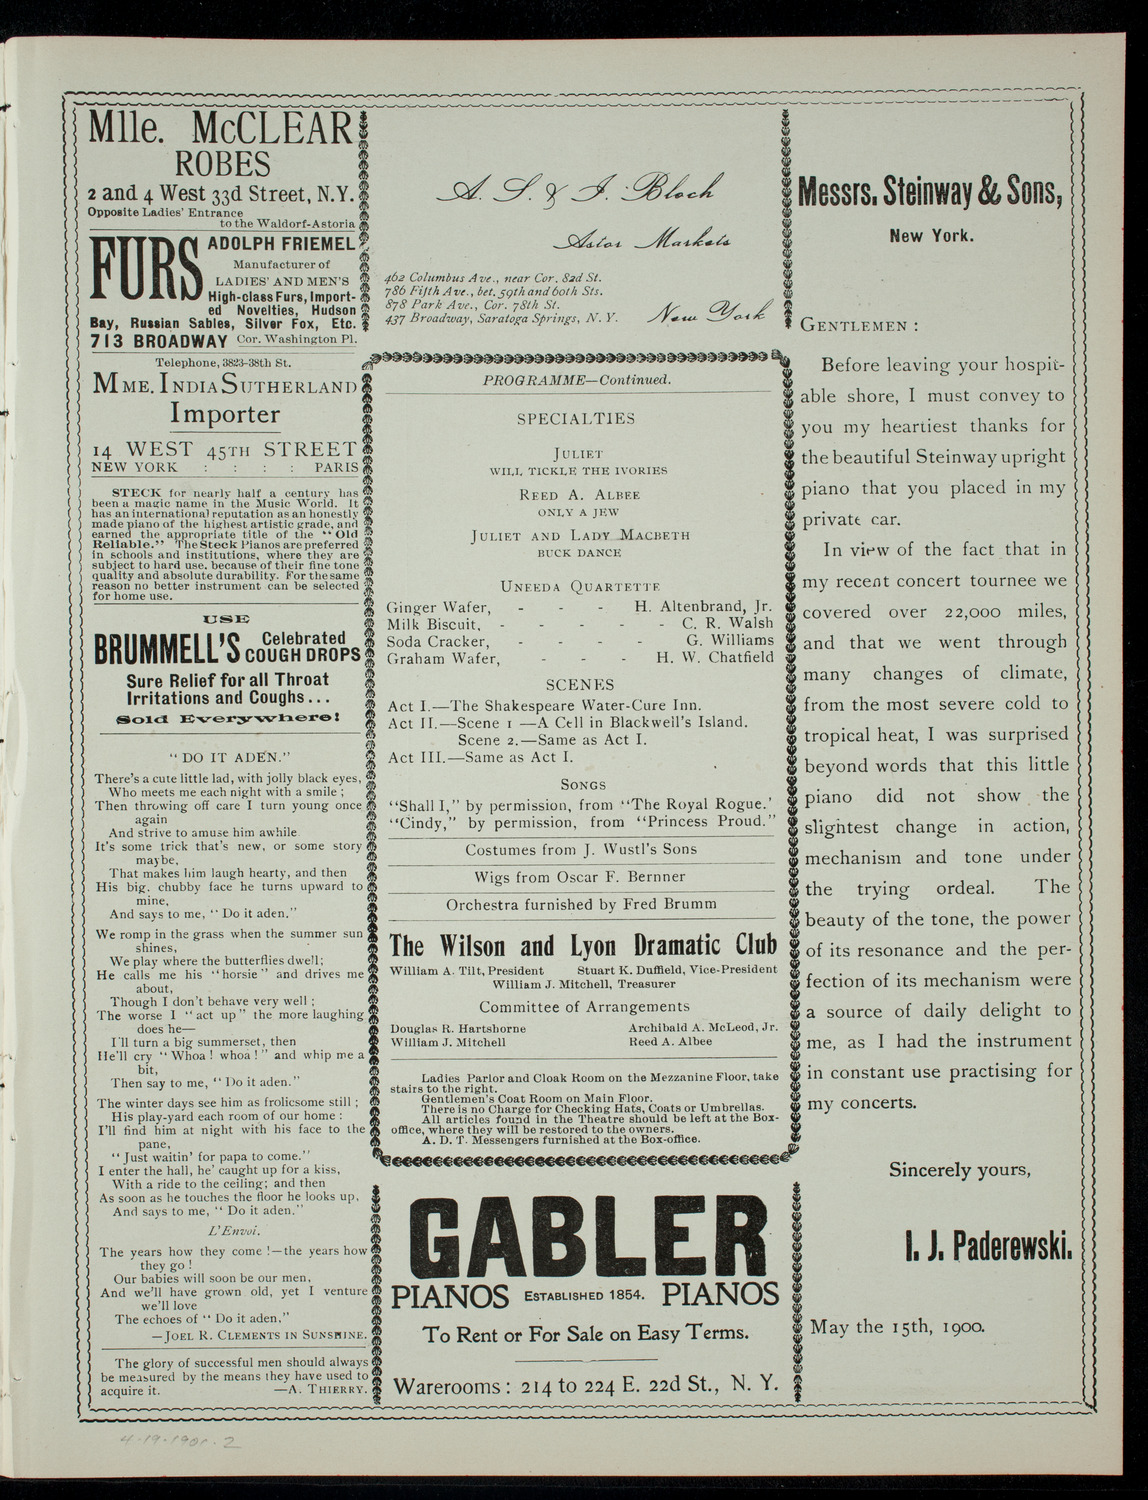 Mlle. McCLEAR
ROBES
2 and 4 West 33d Street, N.Y.
Opposite Ladies' Entrance
to the Waldorf-Astoria
FURS
ADOLPH FRIEMEL
Manufacturer of
LADIES' AND MEN'S
High-class Furs, Import-
ed Novelties, Hudson
Bay, Russian Sables, Silver Fox, Etc.
713 BROADWAY Cor. Washington Pl.
Telephone, 3823-38th St.
MME. INDIA SUTHERLAND
Importer
14 WEST 45TH STREET
NEW YORK : : : : PARIS
STECK for nearly half a century has
been a magic name in the Music World. It
has an international reputation as an honestly
made piano of the highest artistic grade, and
earned the appropriate title of the "Old
Reliable." The Steck Pianos are preferred
in schools and institutions, where they are
subject to hard use, because of their fine tone
quality and absolute durability. For the same
reason no better instrument can be selected
for home use.
USE
BRUMMELL'S Celebrated
COUGH DROPS
Sure Relief for all Throat
Irritations and Coughs...
Sold Everywhere!
"DO IT ADEN."
There's a cute little lad, with jolly black eyes,
Who meets me each night with a smile ;
Then throwing off care I turn young once
again
And strive to amuse him awhile
It's some trick that's new, or some story
maybe,
That makes him laugh hearty, and then
His big, chubby face he turns upward to
mine,
And says to me, "Do it aden."
We romp in the grass when the summer sun
shines,
We play where the butterflies dwell;
He calls me his "horsie" and drives me
about,
Though I don't behave very well ;
The worse I "act up" the more laughing
does he—
I'll turn a big summerset, then
He'll cry "Whoa! whoa!" and whip me a
bit,
Then say to me, "Do it aden."
The winter days see him as frolicsome still ;
His play-yard each room of our home :
I'll find him at night with his face to the
pane,
"Just waitin' for papa to come."
I enter the hall, he' caught up for a kiss,
With a ride to the ceiling; and then
As soon as he touches the floor he looks up,
And says to me, "Do it aden."
L'Envoi.
The years how they come !—the years how
they go !
Our babies will soon be our men,
And we'll have grown old, yet I venture
we'll love
The echoes of "Do it aden."
—JOEL R. CLEMENTS IN SUNSHINE.
The glory of successful men should always
be measured by the means they have used to
acquire it. —A. THIERRY.
A. S. & J. Bloch
Astor Markets
462 Columbus Ave., near Cor. 82d St.
786 Fifth Ave., bet. 59th and 60th Sts.
878 Park Ave., Cor. 78th St.
437 Broadway, Saratoga Springs, N. Y.
New York
PROGRAMME—Continued.
SPECIALTIES
JULIET
WILL TICKLE THE IVORIES
REED A. ALBEE
ONLY A JEW
JULIET AND LADY MACBETH
BUCK DANCE
UNEEDA QUARTETTE
Ginger Wafer, - - - H. Altenbrand, Jr.
Milk Biscuit, - - - - - C. R. Walsh
Soda Cracker, - - - - G. Williams
Graham Wafer, - - - H. W. Chatfield
SCENES
Act I.—The Shakespeare Water-Cure Inn.
Act II.—Scene 1—A Cell in Blackwell's Island.
Scene 2.—Same as Act I.
Act III.—Same as Act I.
SONGS
"Shall I," by permission, from "The Royal Rogue.'
"Cindy," by permission, from "Princess Proud."
Costumes from J. Wustl's Sons
Wigs from Oscar F. Bernner
Orchestra furnished by Fred Brumm
The Wilson and Lyon Dramatic Club
William A. Tilt, President Stuart K. Duffield, Vice-President
William J. Mitchell, Treasurer
Committee of Arrangements
Douglas R. Hartshorne Archibald A. McLeod, Jr.
William J. Mitchell Reed A. Albee
Ladies Parlor and Cloak Room on the Mezzanine Floor, take
stairs to the right.
Gentlemen's Coat Room on Main Floor.
There is no Charge for Checking Hats, Coats or Umbrellas.
All articles found in the Theatre should be left at the Box-
office, where they will be restored to the owners.
A. D. T. Messengers furnished at the Box-office.
GABLER
PIANOS ESTABLISHED 1854. PIANOS
To Rent or For Sale on Easy Terms.
Warerooms: 214 to 224 E. 22d St., N. Y.
Messrs. Steinway & Sons,
New York.
GENTLEMEN :
Before leaving your hospit-
able shore, I must convey to
you my heartiest thanks for
the beautiful Steinway upright
piano that you placed in my
private car.
In view of the fact that in
my recent concert tournee we
covered over 22,000 miles,
and that we went through
many changes of climate,
from the most severe cold to
tropical heat, I was surprised
beyond words that this little
piano did not show the
slightest change in action,
mechanism and tone under
the trying ordeal. The
beauty of the tone, the power
of its resonance and the per-
fection of its mechanism were
a source of daily delight to
me, as I had the instrument
in constant use practising for
my concerts.
Sincerely yours,
I. J. Paderewski.
May the 15th, 1900.